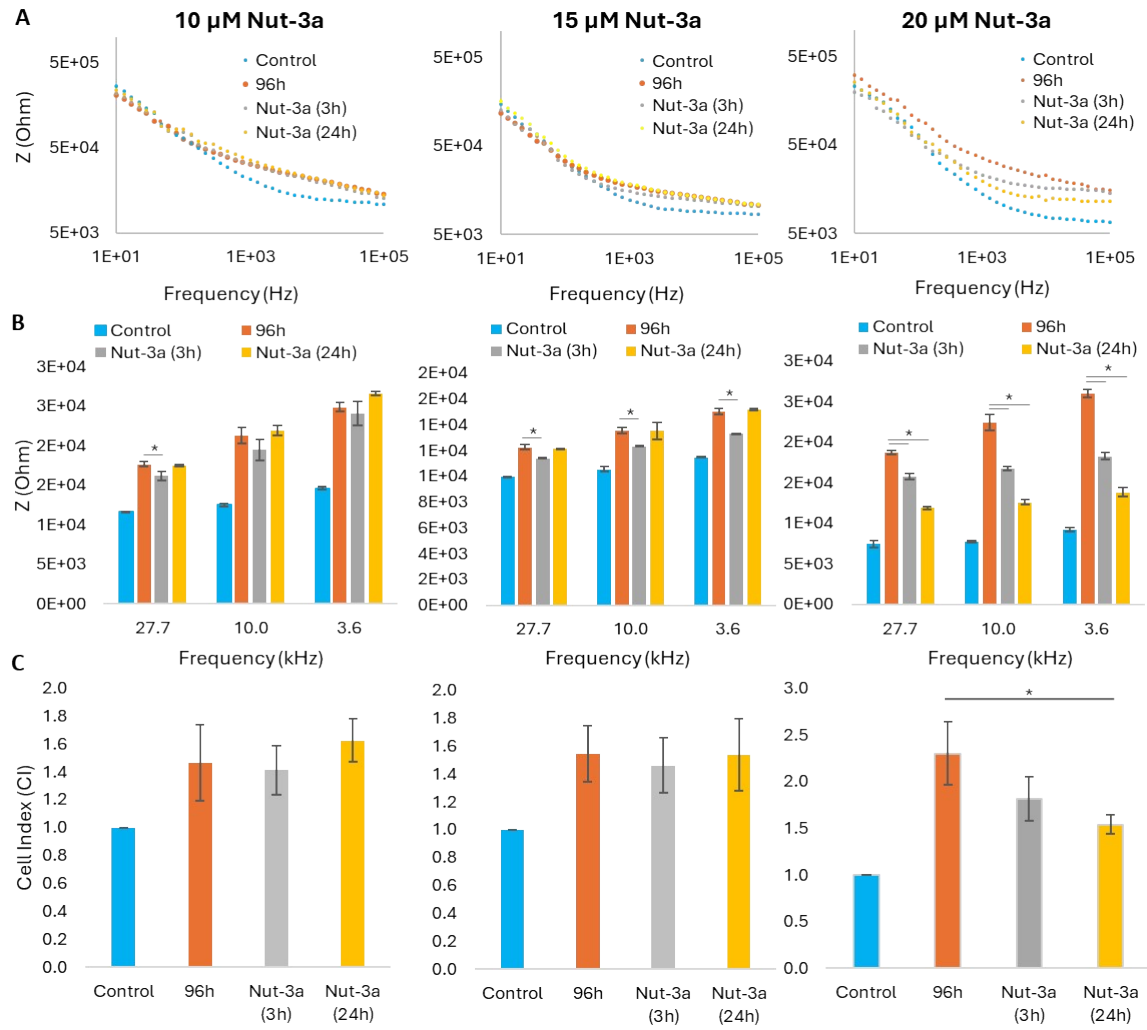 A
10 µM Nut-3a
15 µM Nut-3a
20 µM Nut-3a
Z (Ohm)
5E+05
5E+04
5E+03
Control
96h
Nut-3a (3h)
Nut-3a (24h)
1E+01
1E+03
1E+05
Frequency (Hz)
5E+05
5E+04
5E+03
Control
96h
Nut-3a (3h)
Nut-3a (24h)
1E+01
1E+03
1E+05
Frequency (Hz)
5E+05
5E+04
5E+03
Control
96h
Nut-3a (3h)
Nut-3a (24h)
1E+01
1E+03
1E+05
Frequency (Hz)
B
Control
96h
Nut-3a (3h)
Nut-3a (24h)
Z (Ohm)
3E+04
3E+04
2E+04
2E+04
1E+04
5E+03
0E+00
*
27.7
10.0
3.6
Frequency (kHz)
Control
96h
Nut-3a (3h)
Nut-3a (24h)
2E+04
2E+04
1E+04
1E+04
1E+04
8E+03
6E+03
4E+03
2E+03
0E+00
*
*
*
27.7
10.0
3.6
Frequency (kHz)
Control
96h
Nut-3a (3h)
Nut-3a (24h)
3E+04
3E+04
2E+04
2E+04
1E+04
5E+03
0E+00
*
*
*
27.7
10.0
3.6
Frequency (kHz)
C
Cell Index (CI)
2.0
1.8
1.6
1.4
1.2
1.0
0.8
0.6
0.4
0.2
0.0
Control
96h
Nut-3a
(3h)
Nut-3a
(24h)
2.0
1.8
1.6
1.4
1.2
1.0
0.8
0.6
0.4
0.2
0.0
Control
96h
Nut-3a
(3h)
Nut-3a
(24h)
3.0
2.5
2.0
1.5
1.0
0.5
0.0
*
Control
96h
Nut-3a
(3h)
Nut-3a
(24h)